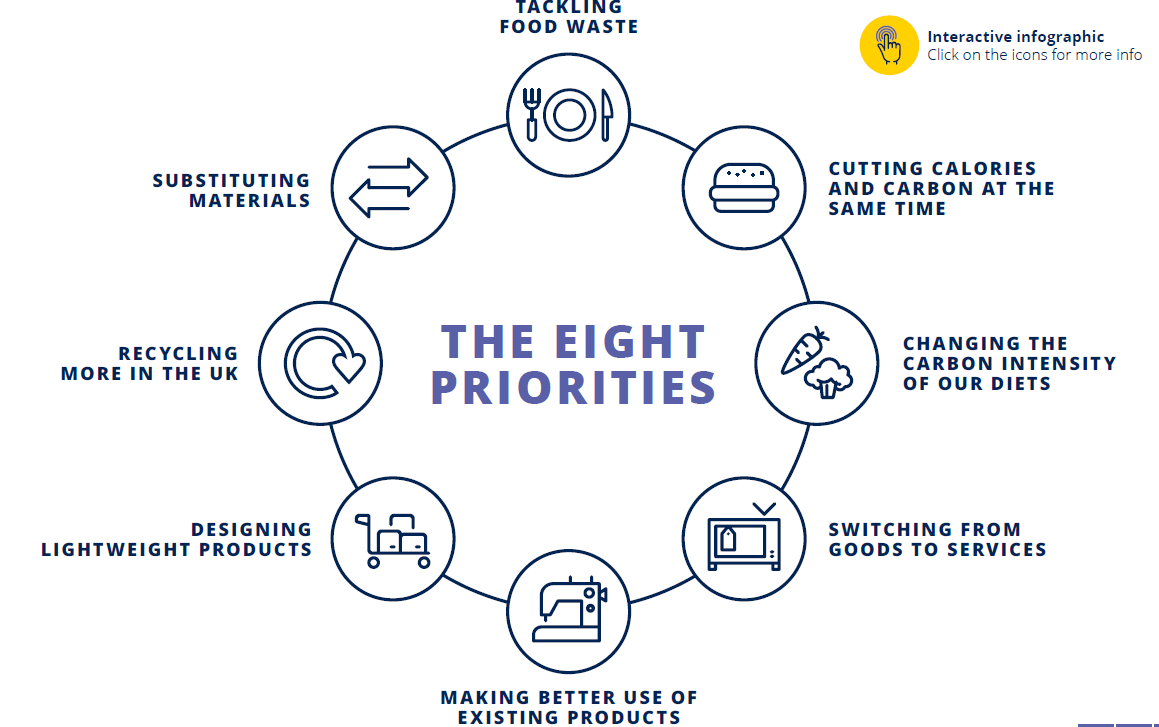 TACKLING
FOOD WASTE
Interactive infographic
Click on the icons for more info
CUTTING CALORIES
AND CARBON AT THE
SAME TIME
SUBSTITUTING
MATERIALS
THE EIGHT
PRIORITIES
CHANGING THE
CARBON INTENSITY
OF OUR DIETS
RECYCLING
MORE IN THE UK
SWITCHING FROM
GOODS TO SERVICES
DESIGNING
LIGHTWEIGHT PRODUCTS
MAKING BETTER USE OF
EXISTING PRODUCTS